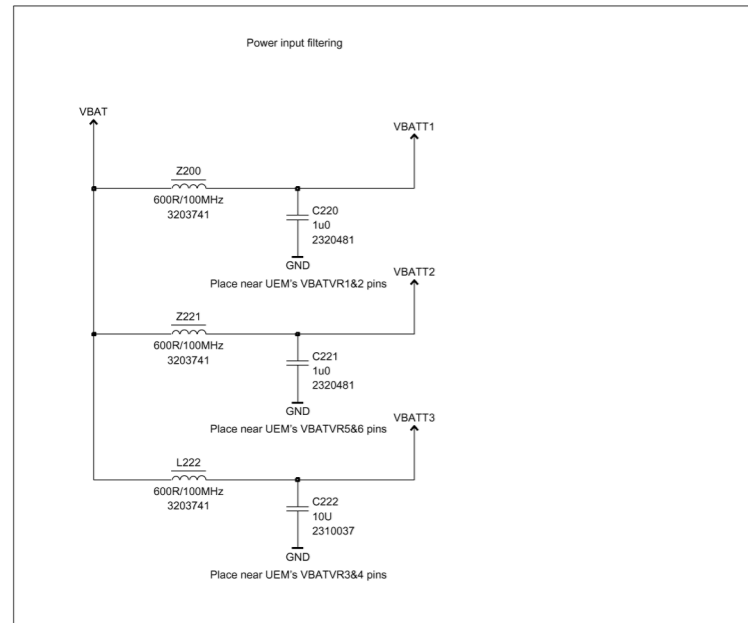 Power input filtering
VBAT
VBATT1
Z200
600R/100MHz
3203741
C220
1u0
2320481
GND
Place near UEM's VBATVR1&2 pins
VBATT2
Z221
600R/100MHz
3203741
C221
1u0
2320481
GND
Place near UEM's VBATVR5&6 pins
VBATT3
L222
600R/100MHz
3203741
C222
10U
2310037
GND
Place near UEM's VBATVR3&4 pins